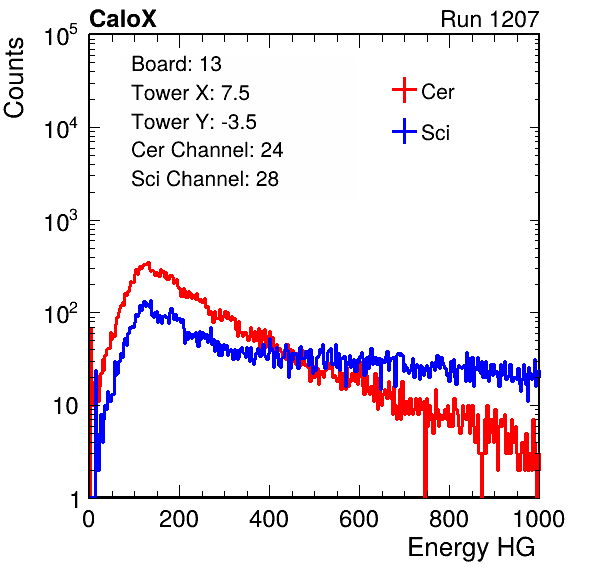 CaloX Run 1207
Counts
10^5
10^4
10^3
10^2
10
1
Board: 13
Tower X: 7.5
Tower Y: -3.5
Cer Channel: 24
Sci Channel: 28
Cer
Sci
0 200 400 600 800 1000
Energy HG